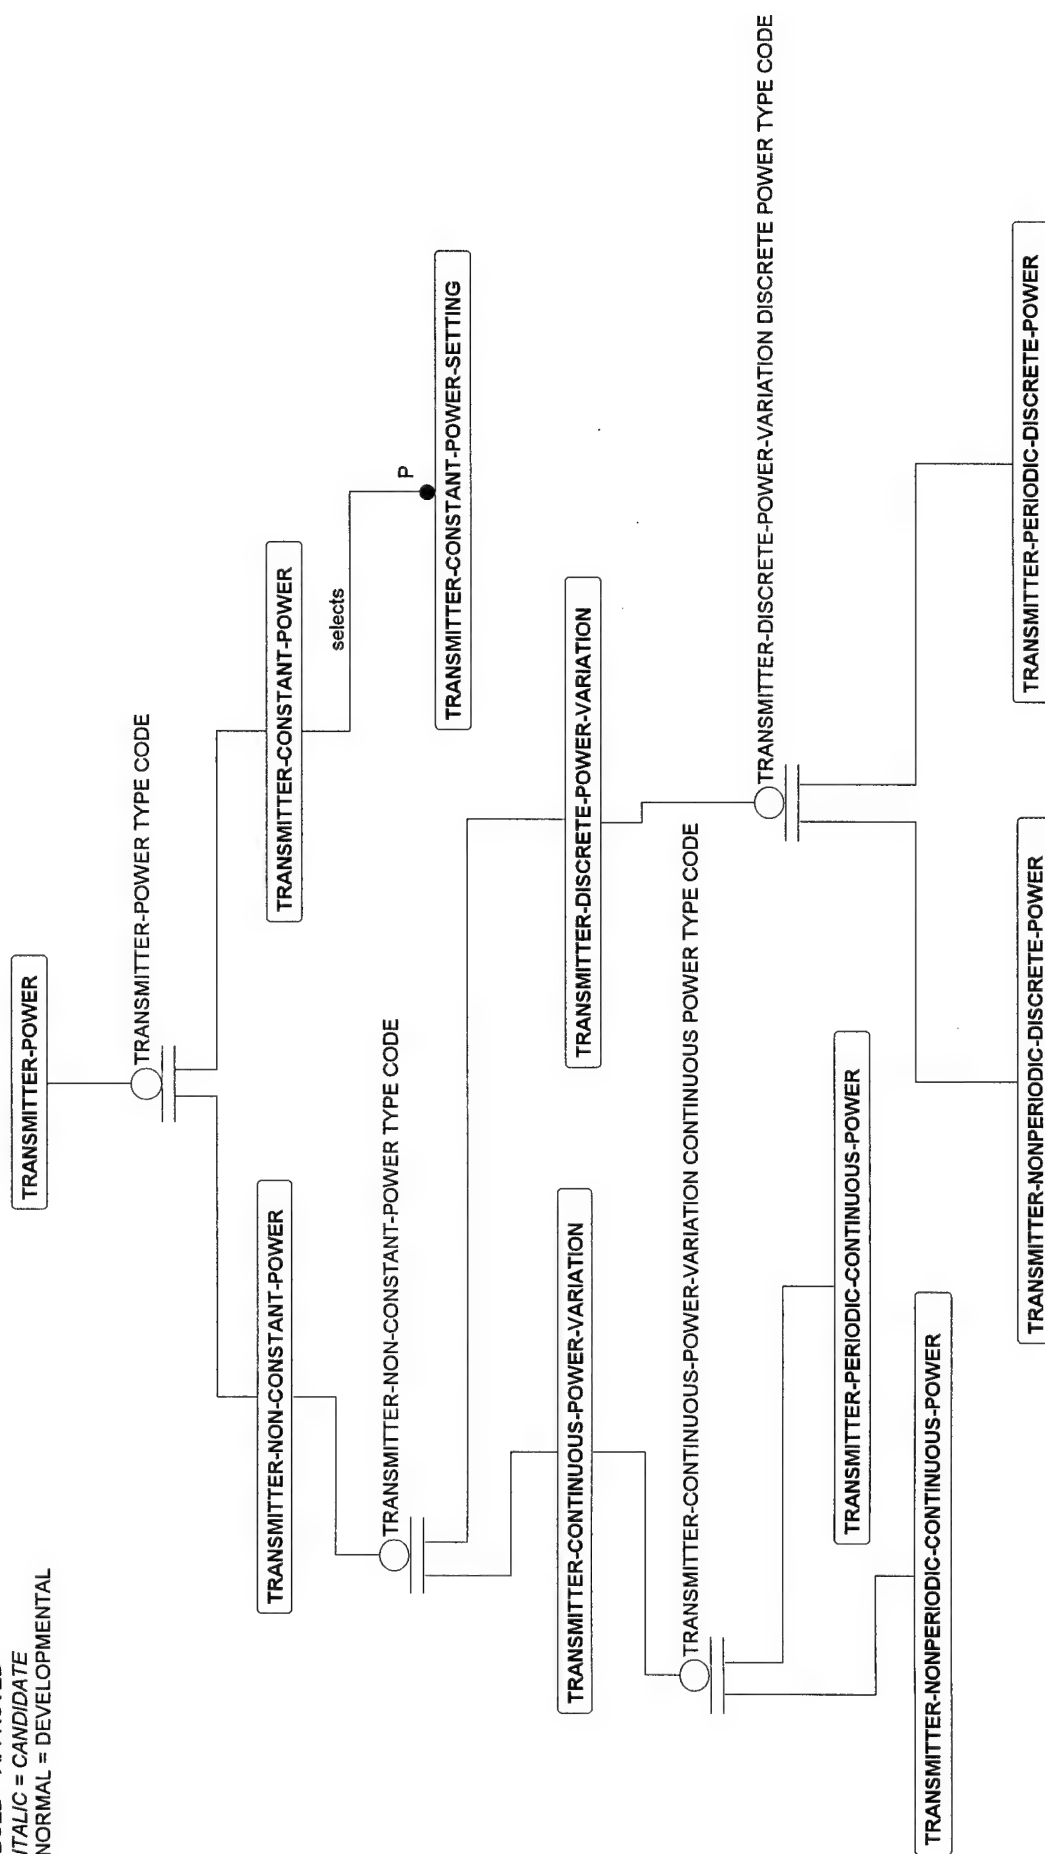 ITALIC = CANDIDATE
NORMAL = DEVELOPMENTAL
TRANSMITTER-POWER
TRANSMITTER-POWER TYPE CODE
TRANSMITTER-NON-CONSTANT-POWER
TRANSMITTER-CONSTANT-POWER
selects
P
TRANSMITTER-NON-CONSTANT-POWER TYPE CODE
TRANSMITTER-CONSTANT-POWER-SETTING
TRANSMITTER-CONTINUOUS-POWER-VARIATION
TRANSMITTER-DISCRETE-POWER-VARIATION
TRANSMITTER-CONTINUOUS-POWER-VARIATION CONTINUOUS POWER TYPE CODE
TRANSMITTER-DISCRETE-POWER-VARIATION DISCRETE POWER TYPE CODE
TRANSMITTER-PERIODIC-CONTINUOUS-POWER
TRANSMITTER-NONPERIODIC-CONTINUOUS-POWER
TRANSMITTER-NONPERIODIC-DISCRETE-POWER
TRANSMITTER-PERIODIC-DISCRETE-POWER